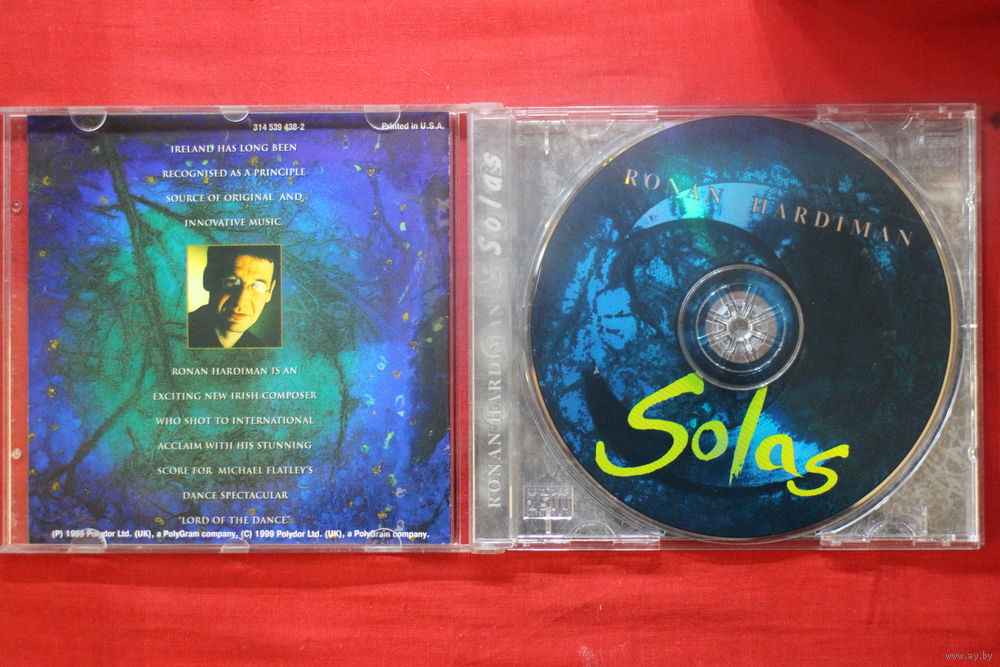 314 539 438-2
Printed in U.S.A.
IRELAND HAS LONG BEEN
RECOGNISED AS A PRINCIPLE
SOURCE OF ORIGINAL AND
INNOVATIVE MUSIC.
RONAN HARDIMAN IS AN
EXCITING NEW IRISH COMPOSER
WHO SHOT TO INTERNATIONAL
ACCLAIM WITH HIS STUNNING
SCORE FOR MICHAEL FLATLEY'S
DANCE SPECTACULAR
"LORD OF THE DANCE".
(P) 1999 Polydor Ltd. (UK), a PolyGram company, (C) 1999 Polydor Ltd. (UK), a PolyGram company.
RONAN HARDIMAN Solas
RONAN HARDIMAN
Solas
www.ay.by